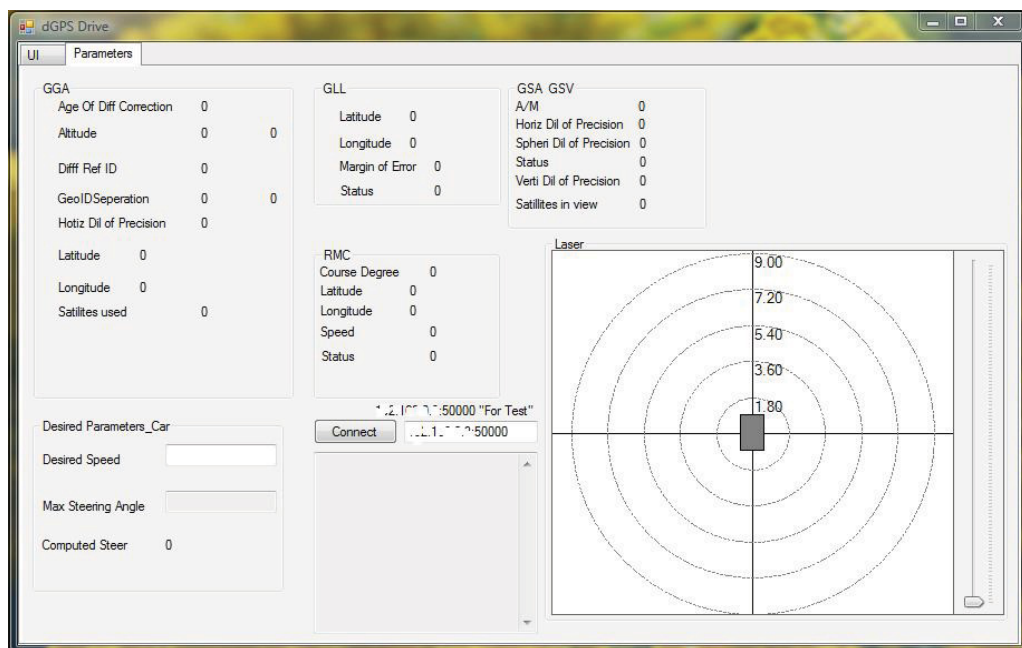 dGPS Drive
UI Parameters
GGA
Age Of Diff Correction 0
Altitude 0 0
Difff Ref ID 0
GeoIDSeperation 0 0
Hotiz Dil of Precision 0
Latitude 0
Longitude 0
Satilites used 0
GLL
Latitude 0
Longitude 0
Margin of Error 0
Status 0
GSA GSV
A/M 0
Horiz Dil of Precision 0
Spheri Dil of Precision 0
Status 0
Verti Dil of Precision 0
Satillites in view 0
RMC
Course Degree 0
Latitude 0
Longitude 0
Speed 0
Status 0
Laser
9.00
7.20
5.40
3.60
1.80
:50000 "For Test"
Connect :50000
Desired Parameters_Car
Desired Speed
Max Steering Angle
Computed Steer 0